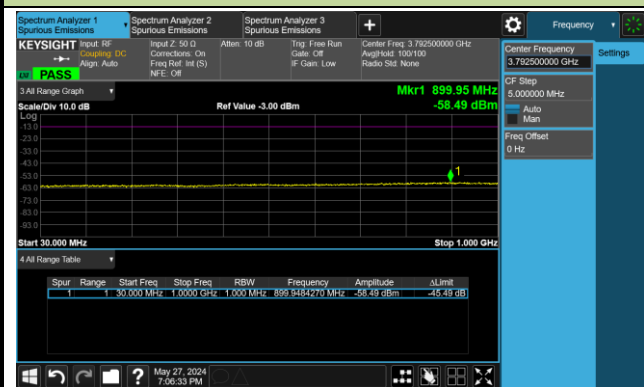 Spectrum Analyzer 1
Spurious Emissions
Spectrum Analyzer 2
Spurious Emissions
Spectrum Analyzer 3
Spurious Emissions
+
Frequency
KEYSIGHT
Input: RF
Coupling: DC
Align: Auto
Input Z: 50 Ω
Corrections: On
Freq Ref: Int (S)
NFE: Off
Atten: 10 dB
Trig: Free Run
Gate: Off
IF Gain: Low
Center Freq: 3.792500000 GHz
Avg|Hold: 100/100
Radio Std: None
PASS
Center Frequency
3.792500000 GHz
Settings
CF Step
5.000000 MHz
Auto
Man
Freq Offset
0 Hz
3 All Range Graph
Mkr1 899.95 MHz
Scale/Div 10.0 dB
Ref Value -3.00 dBm
-58.49 dBm
Log
-13.0
-23.0
-33.0
-43.0
-53.0
-63.0
-73.0
-83.0
-93.0
1
Start 30.000 MHz
Stop 1.000 GHz
4 All Range Table
Spur Range Start Freq Stop Freq RBW Frequency Amplitude ΔLimit
1 1 30.000 MHz 1.0000 GHz 1.000 MHz 899.9484270 MHz -58.49 dBm -45.49 dB
?
May 27, 2024
7:06:33 PM